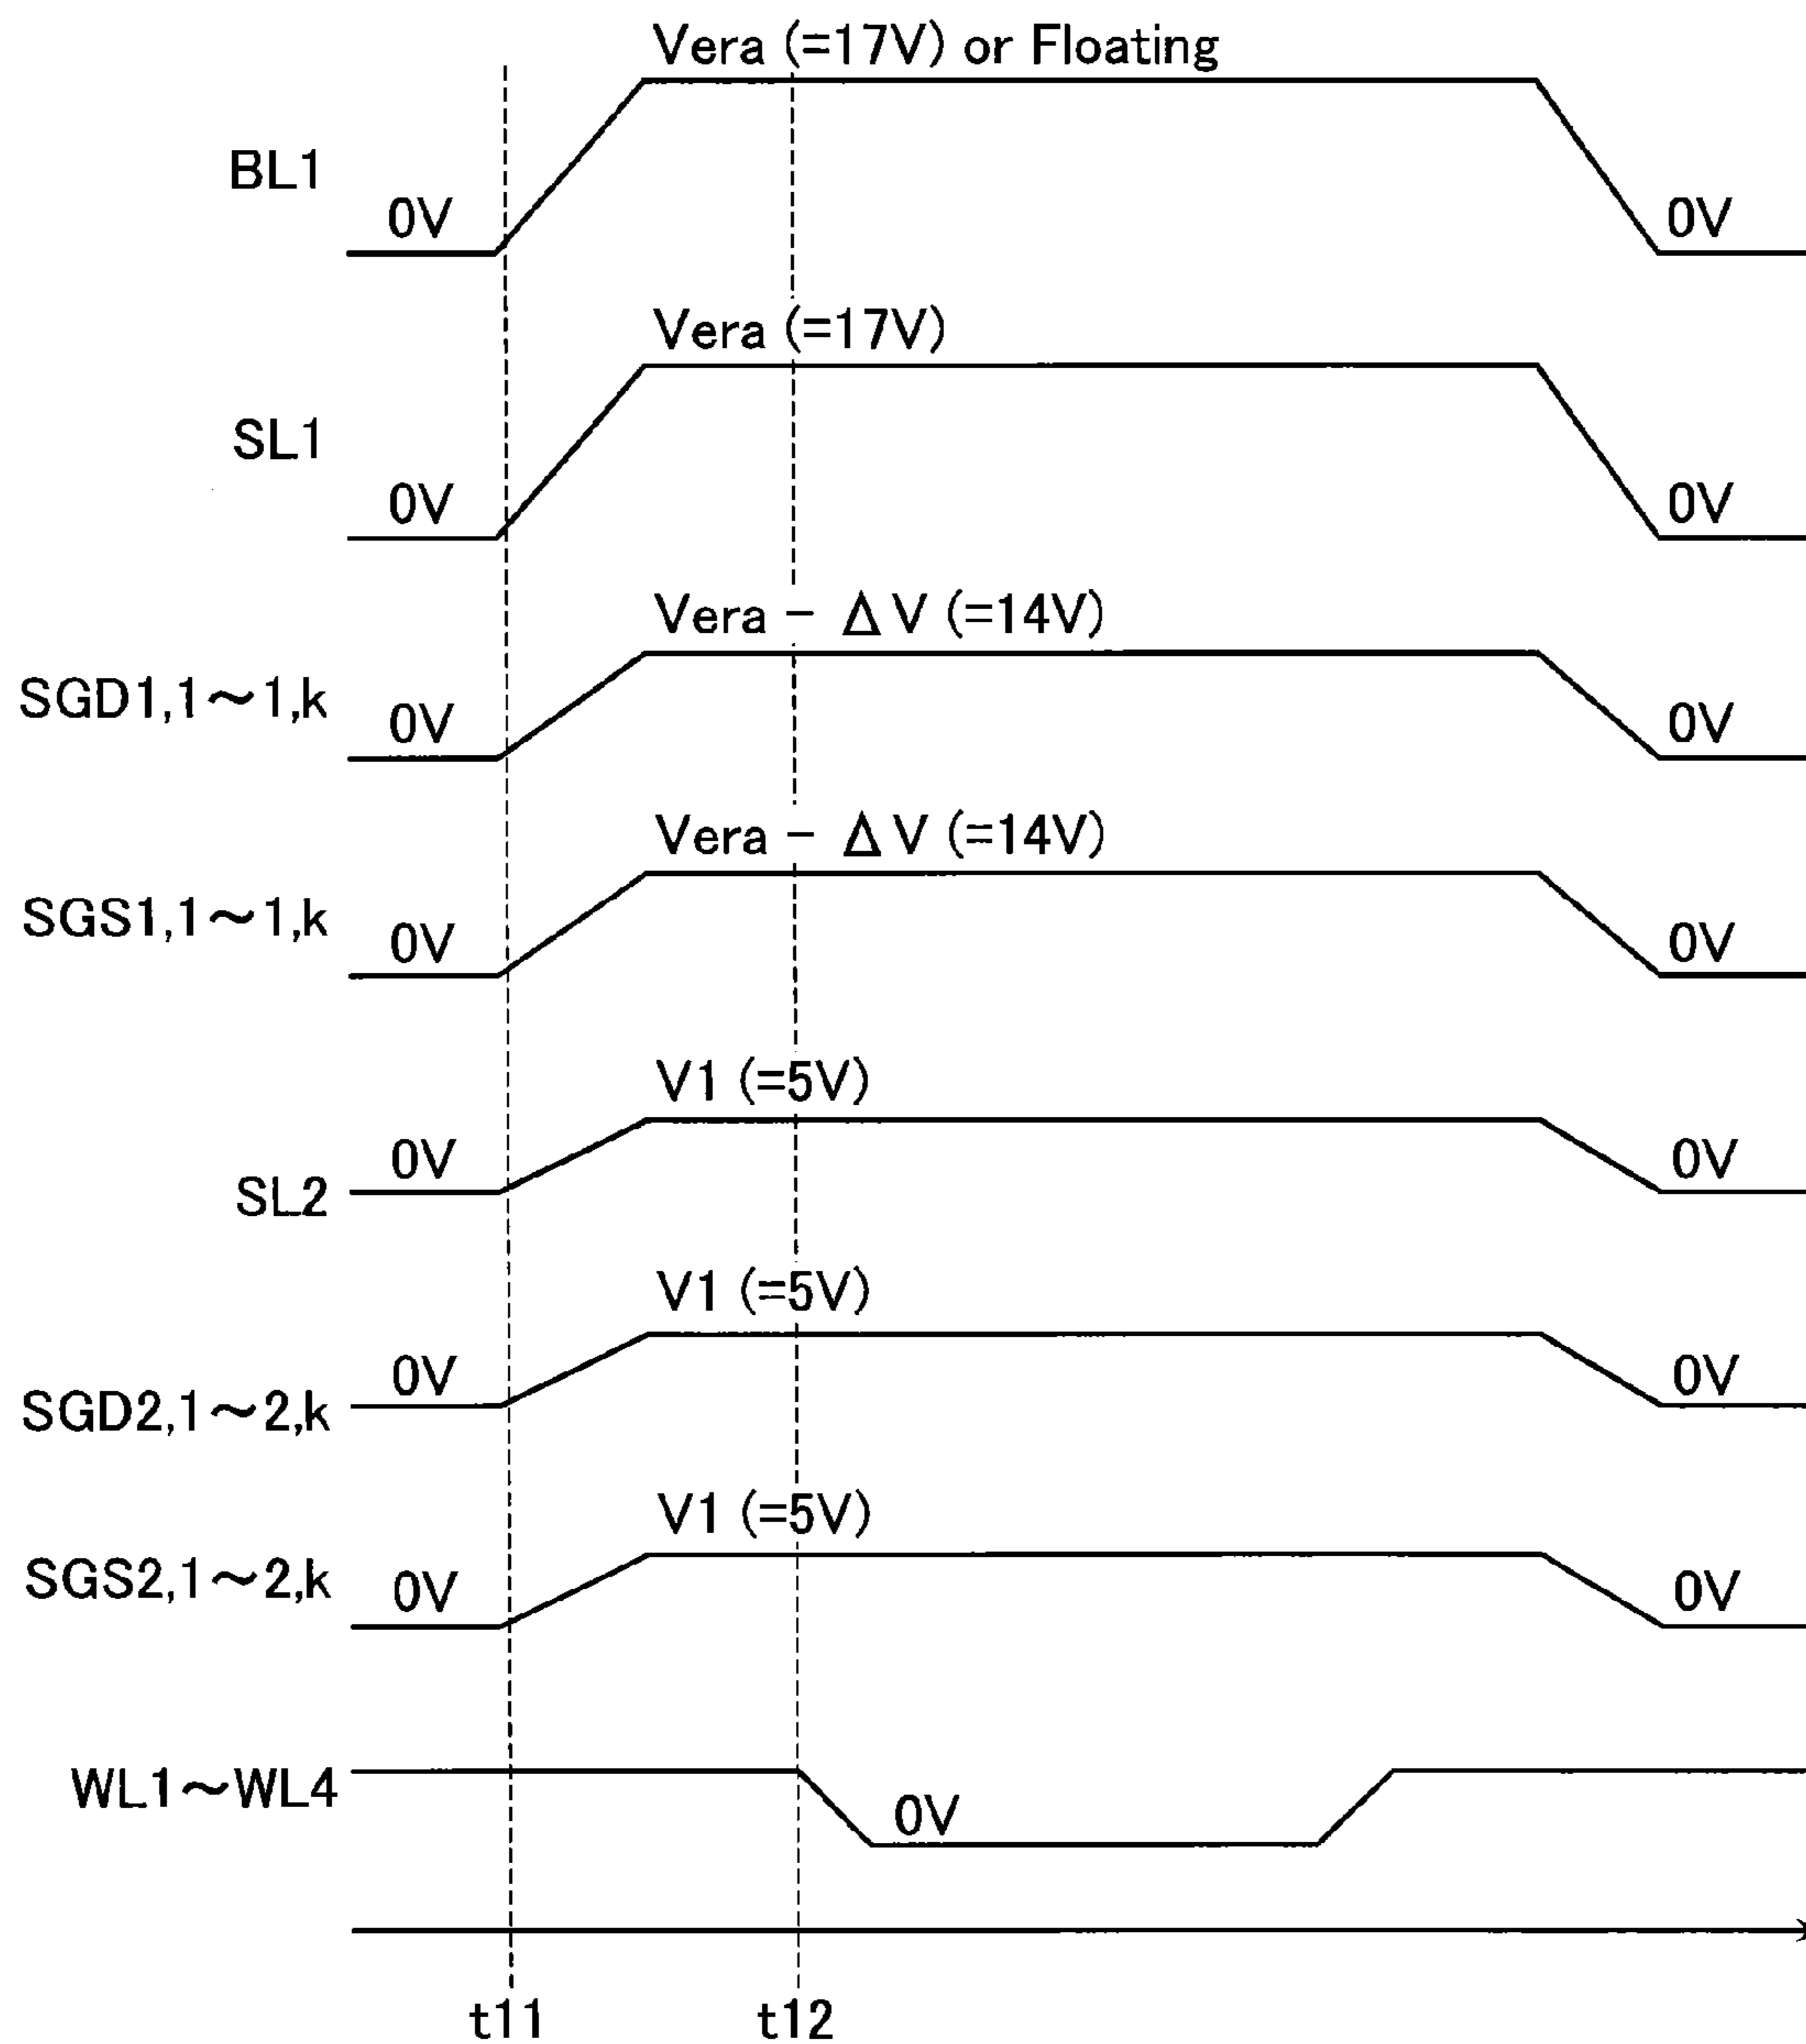 Vera (=17V) or Floating
BL1
0V
0V
Vera (=17V)
SL1
0V
0V
Vera − ΔV (=14V)
SGD1,1～1,k
0V
0V
Vera − ΔV (=14V)
SGS1,1～1,k
0V
0V
V1 (=5V)
0V
0V
SL2
V1 (=5V)
0V
0V
SGD2,1～2,k
V1 (=5V)
SGS2,1～2,k
0V
0V
WL1～WL4
0V
t11
t12